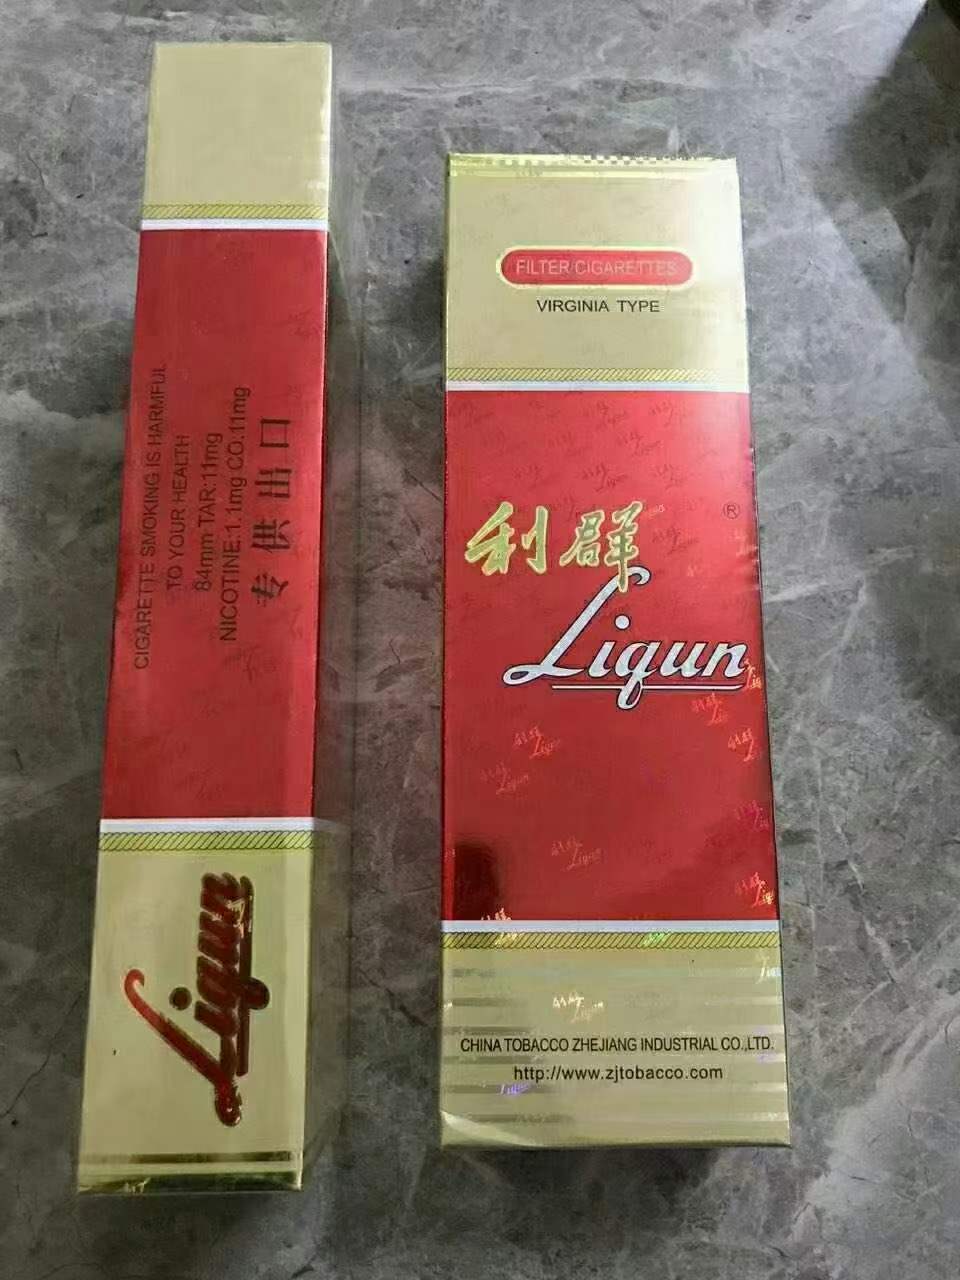 CIGARETTE SMOKING IS HARMFUL
TO YOUR HEALTH
84mm TAR:11mg
NICOTINE:1.1mg CO.11mg
专供出口
Liqun
FILTER CIGARETTES
VIRGINIA TYPE
利群
®
Liqun
CHINA TOBACCO ZHEJIANG INDUSTRIAL CO.,LTD.
http://www.zjtobacco.com